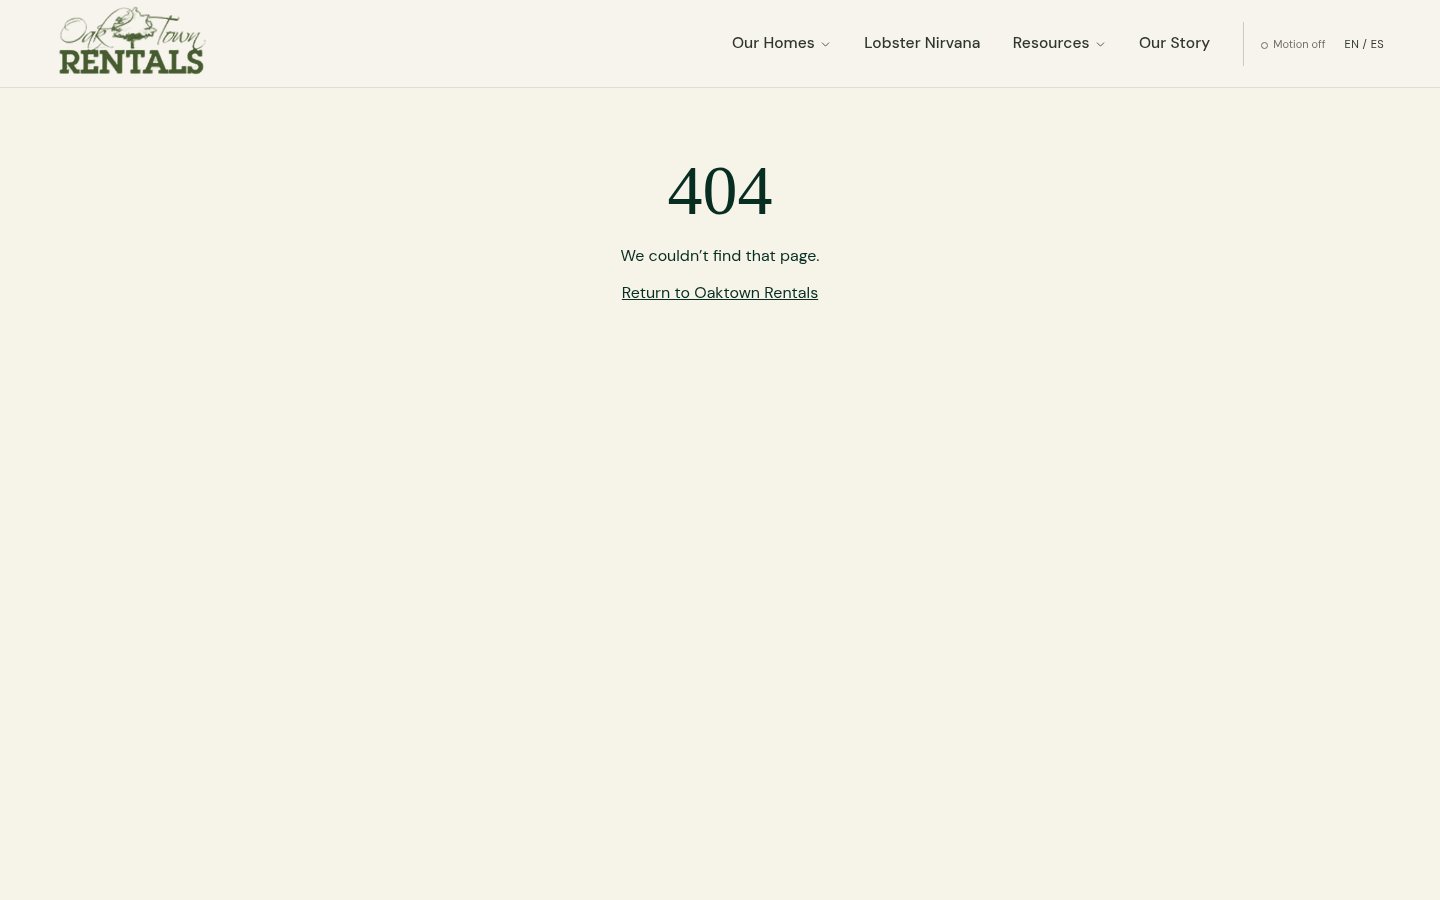 Oak Town
RENTALS
Our Homes
Lobster Nirvana
Resources
Our Story
Motion off
EN / ES
404
We couldn’t find that page.
Return to Oaktown Rentals